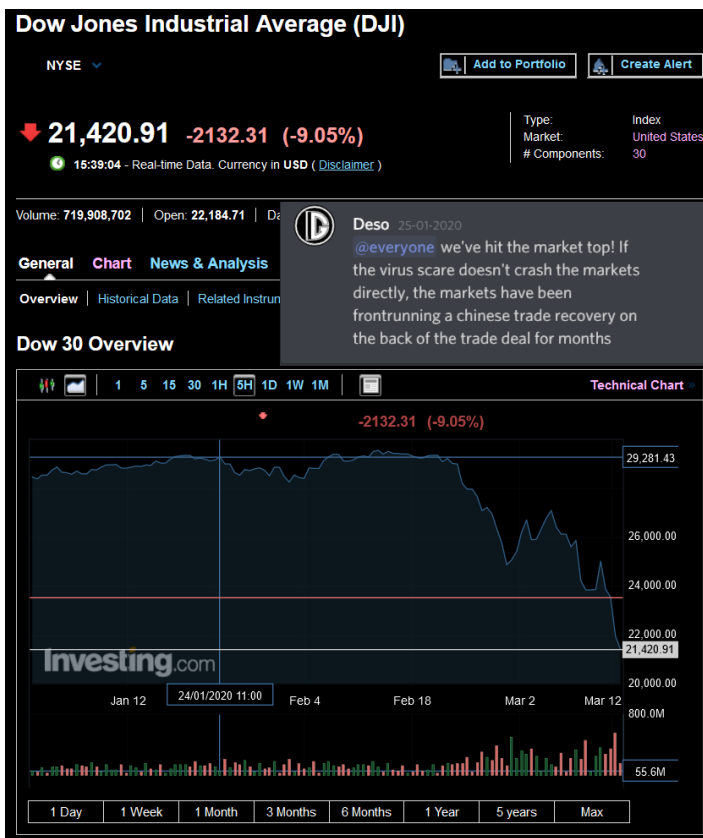 Dow Jones Industrial Average (DJI)
NYSE
Add to Portfolio
Create Alert
21,420.91 -2132.31 (-9.05%)
15:39:04 - Real-time Data. Currency in USD ( Disclaimer )
Type: Index
Market: United States
# Components: 30
Volume: 719,908,702 Open: 22,184.71 Da
Deso 25-01-2020
@everyone we've hit the market top! If
the virus scare doesn't crash the markets
directly, the markets have been
frontrunning a chinese trade recovery on
the back of the trade deal for months
General Chart News & Analysis
Overview Historical Data Related Instrun
Dow 30 Overview
1 5 15 30 1H 5H 1D 1W 1M
Technical Chart »
-2132.31 (-9.05%)
29,281.43
26,000.00
24,000.00
22,000.00
21,420.91
20,000.00
Investing.com
Jan 12 24/01/2020 11:00 Feb 4 Feb 18 Mar 2 Mar 12
800.0M
55.6M
1 Day 1 Week 1 Month 3 Months 6 Months 1 Year 5 years Max